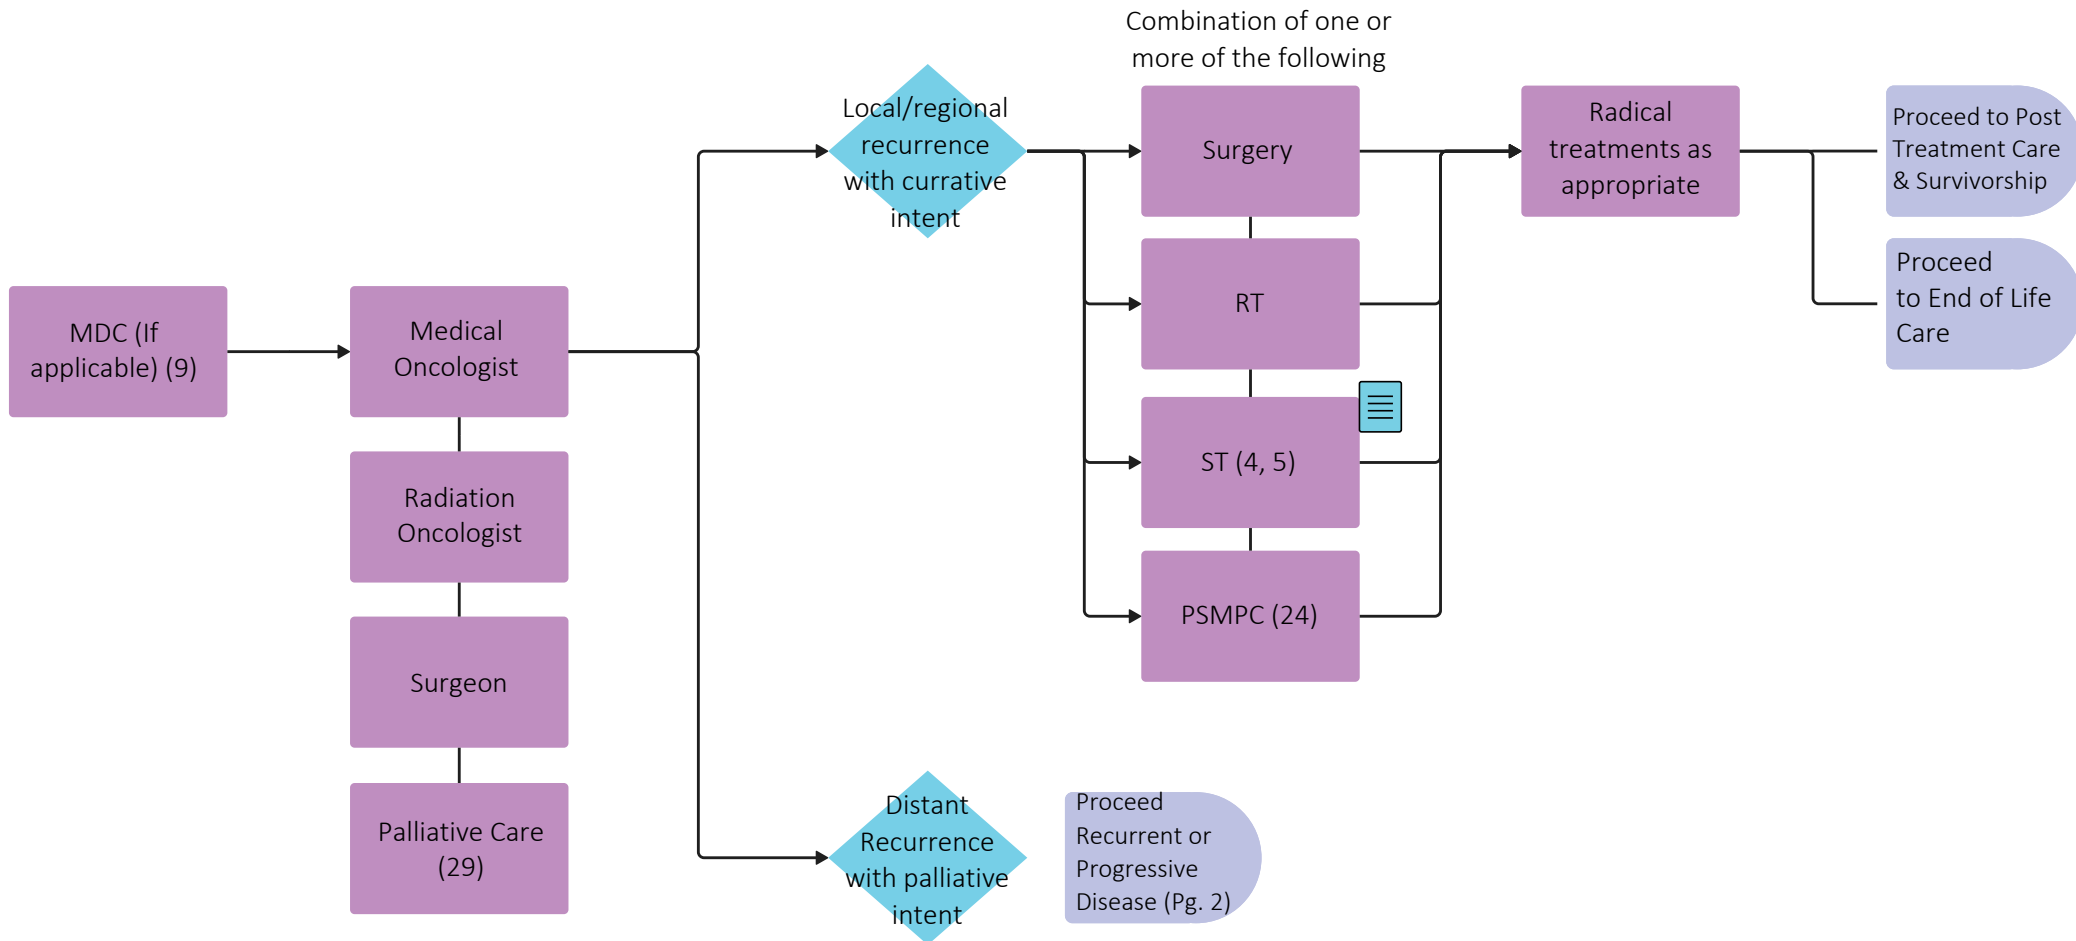 Combination of one or
more of the following
Local/regional
recurrence
with currative
intent
Surgery
Radical
treatments as
appropriate
Proceed to Post
Treatment Care
& Survivorship
RT
Proceed
to End of Life
Care
MDC (If
applicable) (9)
Medical
Oncologist
ST (4, 5)
Radiation
Oncologist
PSMPC (24)
Surgeon
Palliative Care
(29)
Distant
Recurrence
with palliative
intent
Proceed
Recurrent or
Progressive
Disease (Pg. 2)